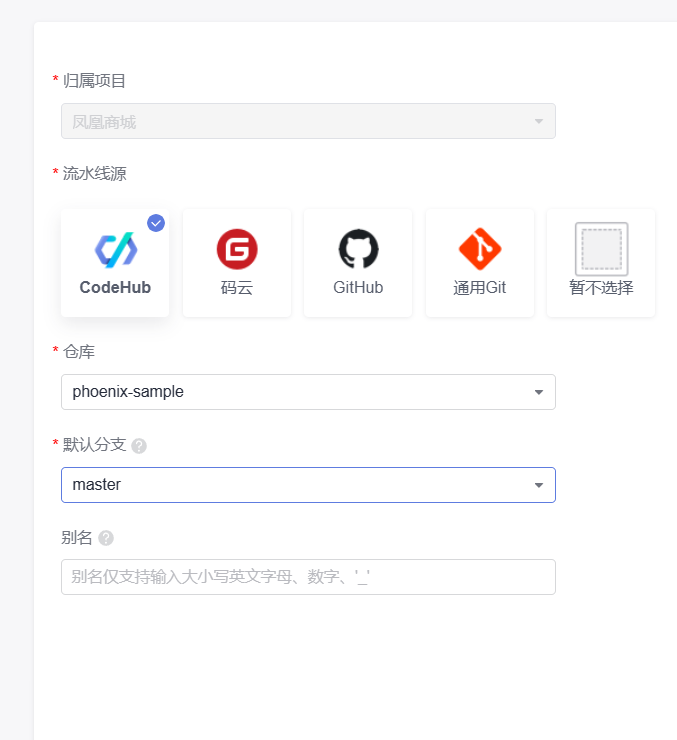 * 归属项目
凤凰商城
* 流水线源
CodeHub
码云
GitHub
通用Git
暂不选择
* 仓库
phoenix-sample
* 默认分支 ?
master
别名 ?
别名仅支持输入大小写英文字母、数字、'_'